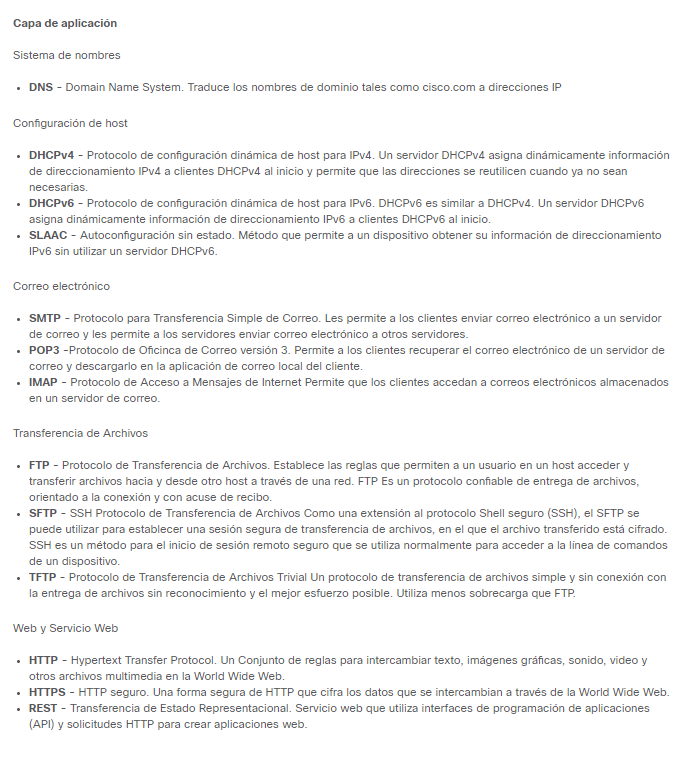 Capa de aplicación
Sistema de nombres
• DNS - Domain Name System. Traduce los nombres de dominio tales como cisco.com a direcciones IP
Configuración de host
• DHCPv4 - Protocolo de configuración dinámica de host para IPv4. Un servidor DHCPv4 asigna dinámicamente información
de direccionamiento IPv4 a clientes DHCPv4 al inicio y permite que las direcciones se reutilicen cuando ya no sean
necesarias.
• DHCPv6 - Protocolo de configuración dinámica de host para IPv6. DHCPv6 es similar a DHCPv4. Un servidor DHCPv6
asigna dinámicamente información de direccionamiento IPv6 a clientes DHCPv6 al inicio.
• SLAAC - Autoconfiguración sin estado. Método que permite a un dispositivo obtener su información de direccionamiento
IPv6 sin utilizar un servidor DHCPv6.
Correo electrónico
• SMTP - Protocolo para Transferencia Simple de Correo. Les permite a los clientes enviar correo electrónico a un servidor
de correo y les permite a los servidores enviar correo electrónico a otros servidores.
• POP3 -Protocolo de Oficinca de Correo versión 3. Permite a los clientes recuperar el correo electrónico de un servidor de
correo y descargarlo en la aplicación de correo local del cliente.
• IMAP - Protocolo de Acceso a Mensajes de Internet Permite que los clientes accedan a correos electrónicos almacenados
en un servidor de correo.
Transferencia de Archivos
• FTP - Protocolo de Transferencia de Archivos. Establece las reglas que permiten a un usuario en un host acceder y
transferir archivos hacia y desde otro host a través de una red. FTP Es un protocolo confiable de entrega de archivos,
orientado a la conexión y con acuse de recibo.
• SFTP - SSH Protocolo de Transferencia de Archivos Como una extensión al protocolo Shell seguro (SSH), el SFTP se
puede utilizar para establecer una sesión segura de transferencia de archivos, en el que el archivo transferido está cifrado.
SSH es un método para el inicio de sesión remoto seguro que se utiliza normalmente para acceder a la línea de comandos
de un dispositivo.
• TFTP - Protocolo de Transferencia de Archivos Trivial Un protocolo de transferencia de archivos simple y sin conexión con
la entrega de archivos sin reconocimiento y el mejor esfuerzo posible. Utiliza menos sobrecarga que FTP.
Web y Servicio Web
• HTTP - Hypertext Transfer Protocol. Un Conjunto de reglas para intercambiar texto, imágenes gráficas, sonido, video y
otros archivos multimedia en la World Wide Web.
• HTTPS - HTTP seguro. Una forma segura de HTTP que cifra los datos que se intercambian a través de la World Wide Web.
• REST - Transferencia de Estado Representacional. Servicio web que utiliza interfaces de programación de aplicaciones
(API) y solicitudes HTTP para crear aplicaciones web.